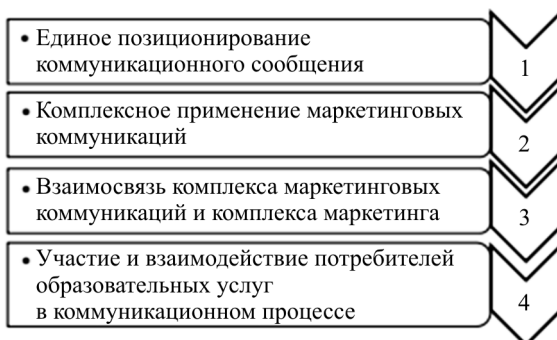 • Единое позиционирование
коммуникационного сообщения
1
• Комплексное применение маркетинговых
коммуникаций
2
• Взаимосвязь комплекса маркетинговых
коммуникаций и комплекса маркетинга
3
• Участие и взаимодействие потребителей
образовательных услуг
в коммуникационном процессе
4